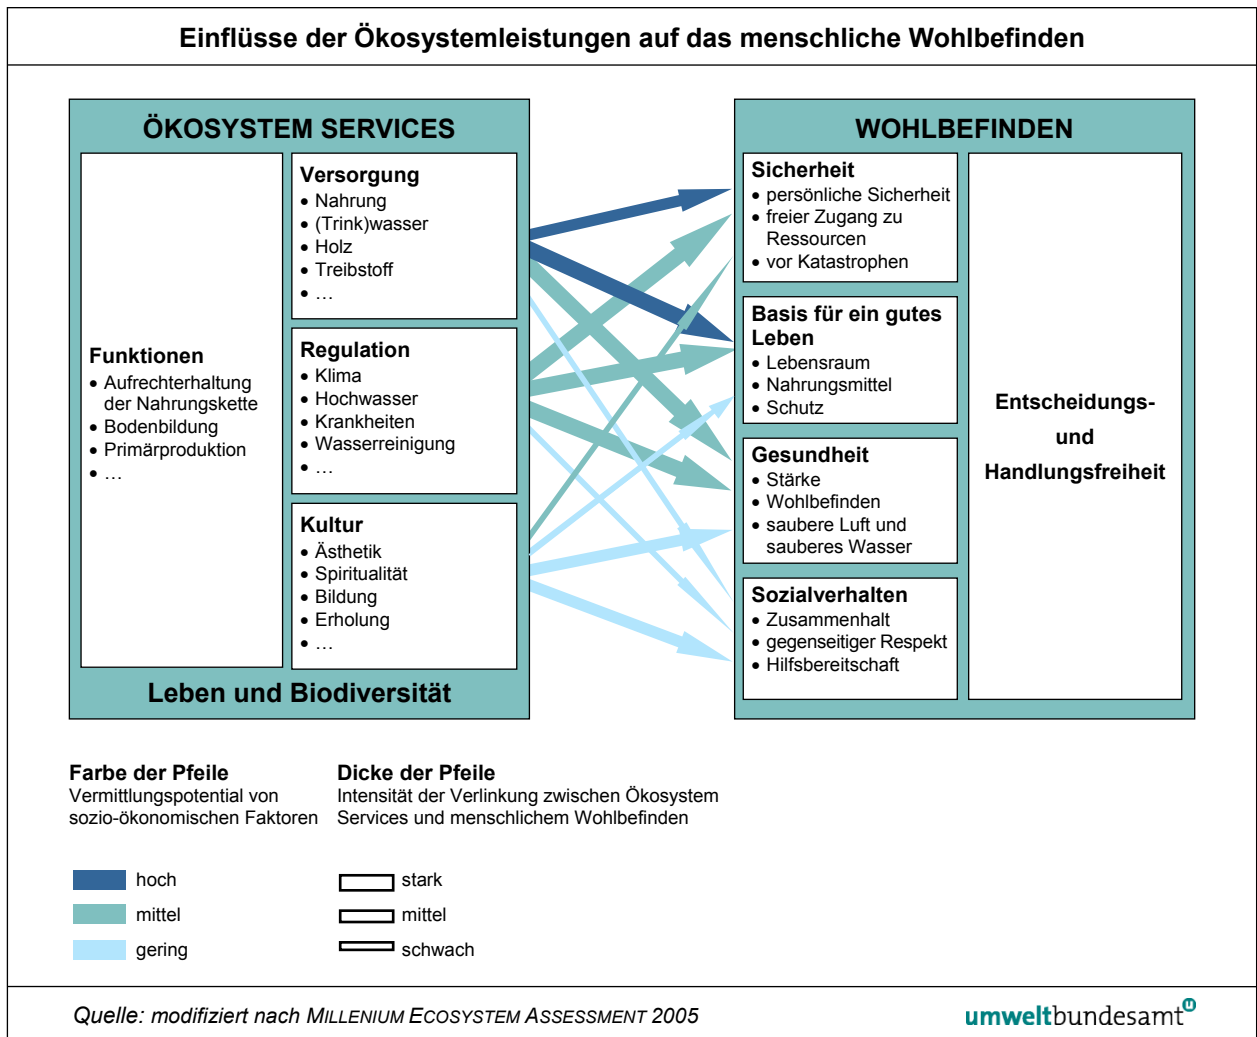 Einflüsse der Ökosystemleistungen auf das menschliche Wohlbefinden
ÖKOSYSTEM SERVICES
Funktionen
• Aufrechterhaltung
der Nahrungskette
• Bodenbildung
• Primärproduktion
• …
Versorgung
• Nahrung
• (Trink)wasser
• Holz
• Treibstoff
• …
Regulation
• Klima
• Hochwasser
• Krankheiten
• Wasserreinigung
• …
Kultur
• Ästhetik
• Spiritualität
• Bildung
• Erholung
• …
Leben und Biodiversität
WOHLBEFINDEN
Sicherheit
• persönliche Sicherheit
• freier Zugang zu
Ressourcen
• vor Katastrophen
Basis für ein gutes
Leben
• Lebensraum
• Nahrungsmittel
• Schutz
Gesundheit
• Stärke
• Wohlbefinden
• saubere Luft und
sauberes Wasser
Sozialverhalten
• Zusammenhalt
• gegenseitiger Respekt
• Hilfsbereitschaft
Entscheidungs-
und
Handlungsfreiheit
Farbe der Pfeile
Vermittlungspotential von
sozio-ökonomischen Faktoren
hoch
mittel
gering
Dicke der Pfeile
Intensität der Verlinkung zwischen Ökosystem
Services und menschlichem Wohlbefinden
stark
mittel
schwach
Quelle: modifiziert nach MILLENIUM ECOSYSTEM ASSESSMENT 2005
umweltbundesamt